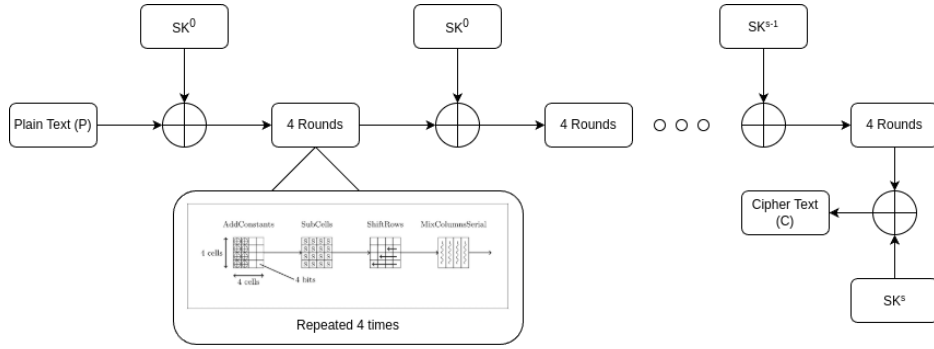 SK0
SK0
SKs-1
Plain Text (P)
4 Rounds
4 Rounds
4 Rounds
Cipher Text
(C)
SKs
AddConstants
SubCells
ShiftRows
MixColumnsSerial
4 cells
4 cells
4 bits
Repeated 4 times